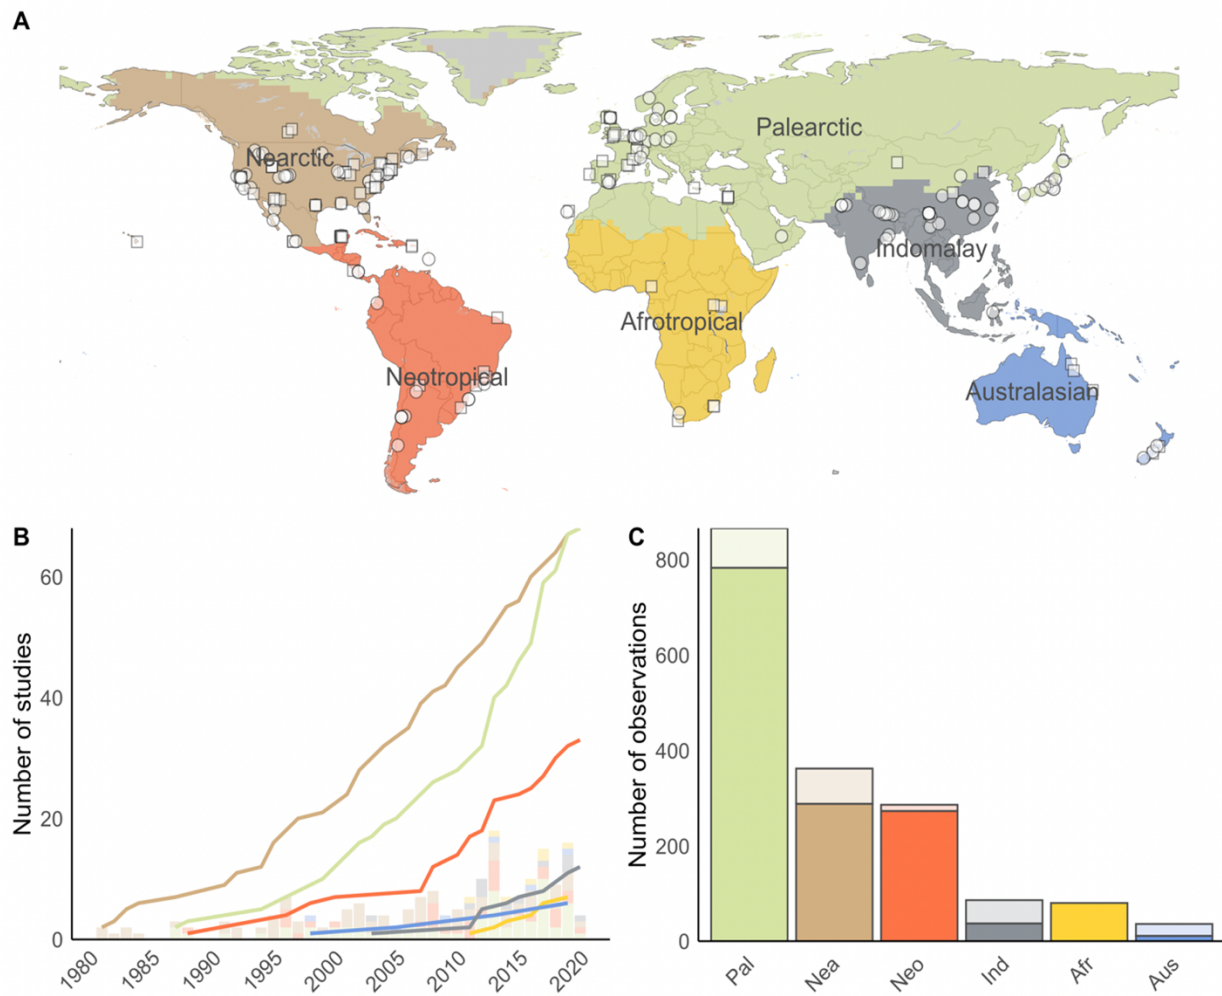 A
Palearctic
Nearctic
Indomalay
Afrotropical
Neotropical
Australasian
B
Number of studies
60
40
20
0
1980
1985
1990
1995
2000
2005
2010
2015
2020
C
Number of observations
800
600
400
200
0
Pal
Nea
Neo
Ind
Afr
Aus